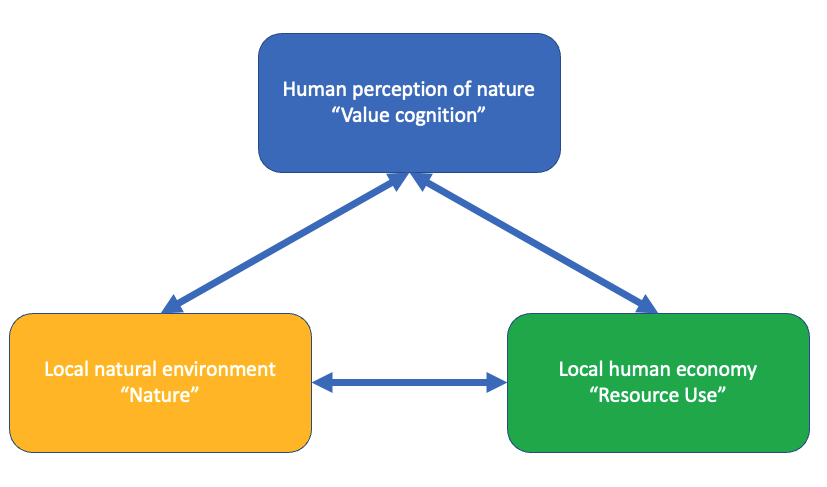 Human perception of nature
“Value cognition”
Local natural environment
“Nature”
Local human economy
“Resource Use”